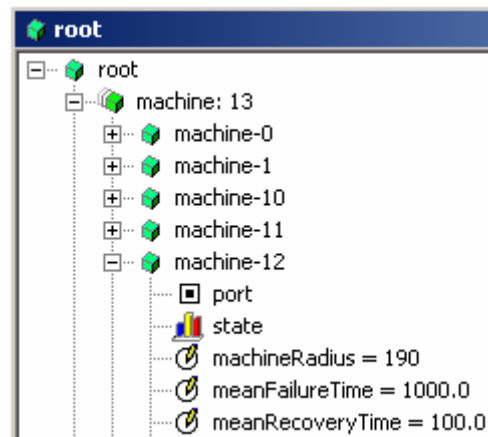 root
root
machine: 13
machine-0
machine-1
machine-10
machine-11
machine-12
port
state
machineRadius = 190
meanFailureTime = 1000.0
meanRecoveryTime = 100.0